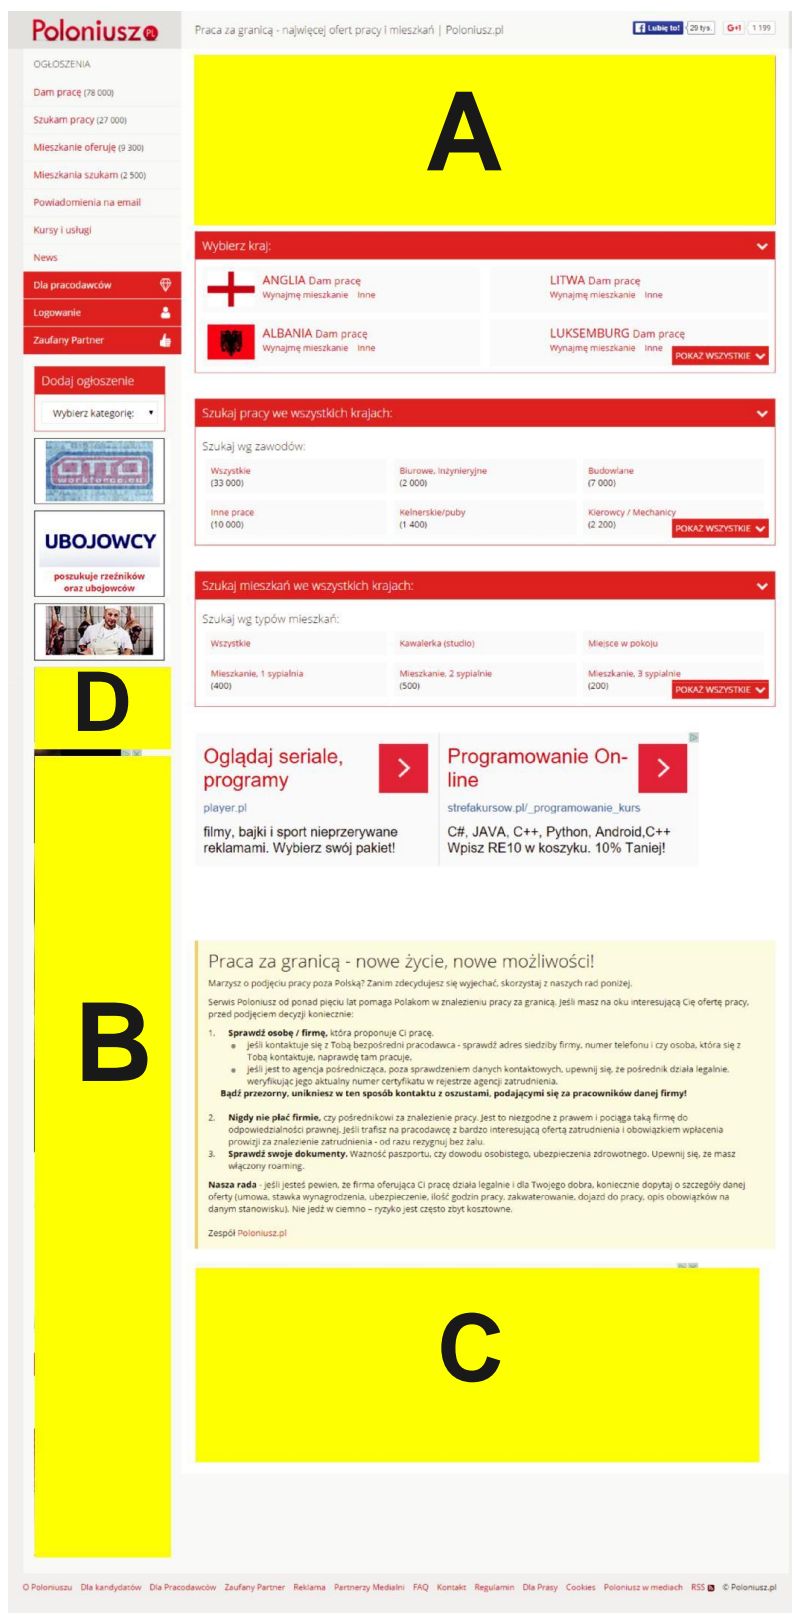 Poloniusz PL
Praca za granicą - najwięcej ofert pracy i mieszkań | Poloniusz.pl
Lubię to! 29 tys. G+1 1 199
OGŁOSZENIA
Dam pracę (78 000)
Szukam pracy (27 000)
Mieszkanie oferuję (9 300)
Mieszkania szukam (2 500)
Powiadomienia na email
Kursy i usługi
News
Dla pracodawców
Logowanie
Zaufany Partner
Dodaj ogłoszenie
Wybierz kategorię:
OTTO
workforce.eu
UBOJOWCY
poszukuje rzeźników
oraz ubojowców
D
B
A
Wybierz kraj:
ANGLIA Dam pracę
Wynajmę mieszkanie Inne
LITWA Dam pracę
Wynajmę mieszkanie Inne
ALBANIA Dam pracę
Wynajmę mieszkanie Inne
LUKSEMBURG Dam pracę
Wynajmę mieszkanie Inne
POKAŻ WSZYSTKIE
Szukaj pracy we wszystkich krajach:
Szukaj wg zawodów:
Wszystkie
(33 000)
Biurowe, Inżynieryjne
(2 000)
Budowlane
(7 000)
Inne prace
(10 000)
Kelnerskie/puby
(1 400)
Kierowcy / Mechanicy
(2 200)
POKAŻ WSZYSTKIE
Szukaj mieszkań we wszystkich krajach:
Szukaj wg typów mieszkań:
Wszystkie
Kawalerka (studio)
Miejsce w pokoju
Mieszkanie, 1 sypialnia
(400)
Mieszkanie, 2 sypialnie
(500)
Mieszkanie, 3 sypialnie
(200)
POKAŻ WSZYSTKIE
Oglądaj seriale,
programy
player.pl
filmy, bajki i sport nieprzerywane
reklamami. Wybierz swój pakiet!
Programowanie On-
line
strefakursow.pl/_programowanie_kurs
C#, JAVA, C++, Python, Android,C++
Wpisz RE10 w koszyku. 10% Taniej!
Praca za granicą - nowe życie, nowe możliwości!
Marzysz o podjęciu pracy poza Polską? Zanim zdecydujesz się wyjechać, skorzystaj z naszych rad poniżej.
Serwis Poloniusz od ponad pięciu lat pomaga Polakom w znalezieniu pracy za granicą. Jeśli masz na oku interesującą Cię ofertę pracy,
przed podjęciem decyzji koniecznie:
1. Sprawdź osobę / firmę, która proponuje Ci pracę.
jeśli kontaktuje się z Tobą bezpośredni pracodawca - sprawdź adres siedziby firmy, numer telefonu i czy osoba, która się z
Tobą kontaktuje, naprawdę tam pracuje.
jeśli jest to agencja pośrednicząca, poza sprawdzeniem danych kontaktowych, upewnij się, że pośrednik działa legalnie,
weryfikując jego aktualny numer certyfikatu w rejestrze agencji zatrudnienia.
Bądź przezorny, unikniesz w ten sposób kontaktu z oszustami, podającymi się za pracowników danej firmy!
2. Nigdy nie płać firmie, czy pośrednikowi za znalezienie pracy. Jest to niezgodne z prawem i pociąga taką firmę do
odpowiedzialności prawnej. Jeśli trafisz na pracodawcę z bardzo interesującą ofertą zatrudnienia i obowiązkiem wpłacenia
prowizji za znalezienie zatrudnienia - od razu rezygnuj bez żalu.
3. Sprawdź swoje dokumenty. Ważność paszportu, czy dowodu osobistego, ubezpieczenia zdrowotnego. Upewnij się, że masz
włączony roaming.
Nasza rada - jeśli jesteś pewien, że firma oferująca Ci pracę działa legalnie i dla Twojego dobra, koniecznie dopytaj o szczegóły danej
oferty (umowa, stawka wynagrodzenia, ubezpieczenie, ilość godzin pracy, zakwaterowanie, dojazd do pracy, opis obowiązków na
danym stanowisku). Nie jedź w ciemno – ryzyko jest często zbyt kosztowne.
Zespół Poloniusz.pl
C
O Poloniuszu Dla kandydatów Dla Pracodawców Zaufany Partner Reklama Partnerzy Medialni FAQ Kontakt Regulamin Dla Prasy Cookies Poloniusz w mediach RSS © Poloniusz.pl